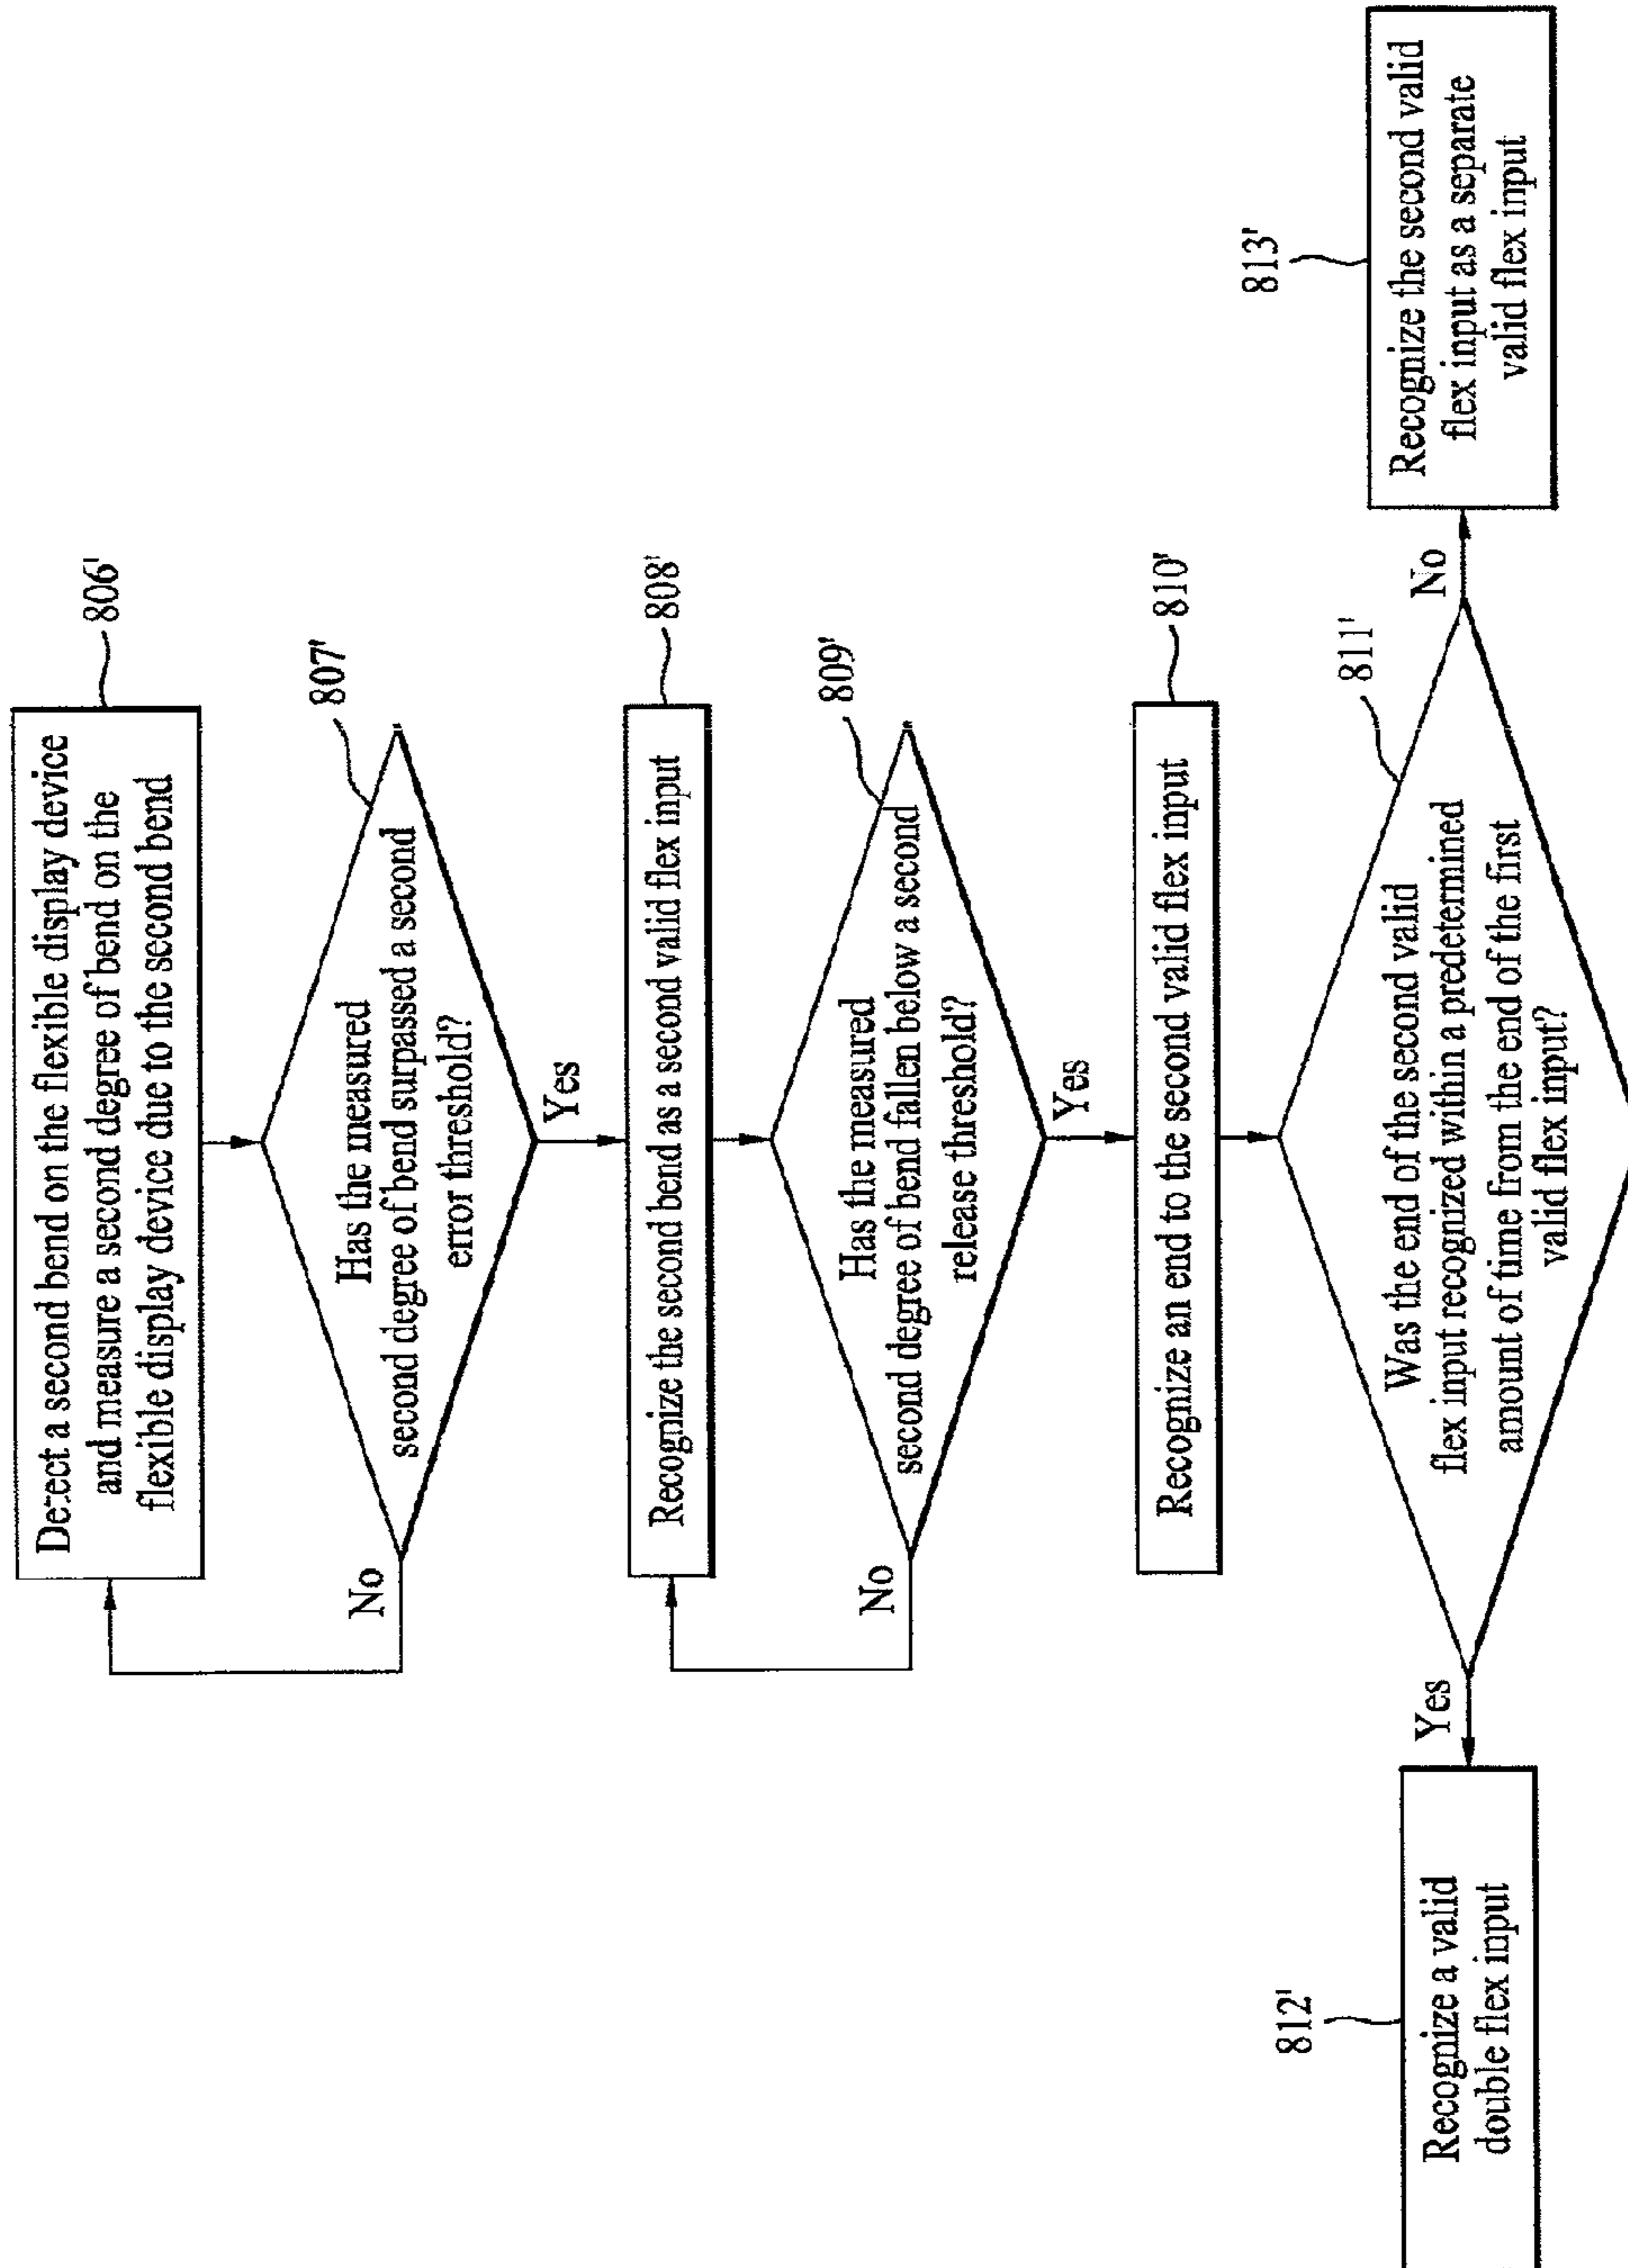 Detect a second bend on the flexible display device
and measure a second degree of bend on the
flexible display device due to the second bend
806'
Has the measured
second degree of bend surpassed a second
error threshold?
807'
No
Yes
Recognize the second bend as a second valid flex input
808'
Has the measured
second degree of bend fallen below a second
release threshold?
809'
No
Yes
Recognize an end to the second valid flex input
810'
Was the end of the second valid
flex input recognized within a predetermined
amount of time from the end of the first
valid flex input?
811'
Yes
No
812'
Recognize a valid
double flex input
813'
Recognize the second valid
flex input as a separate
valid flex input